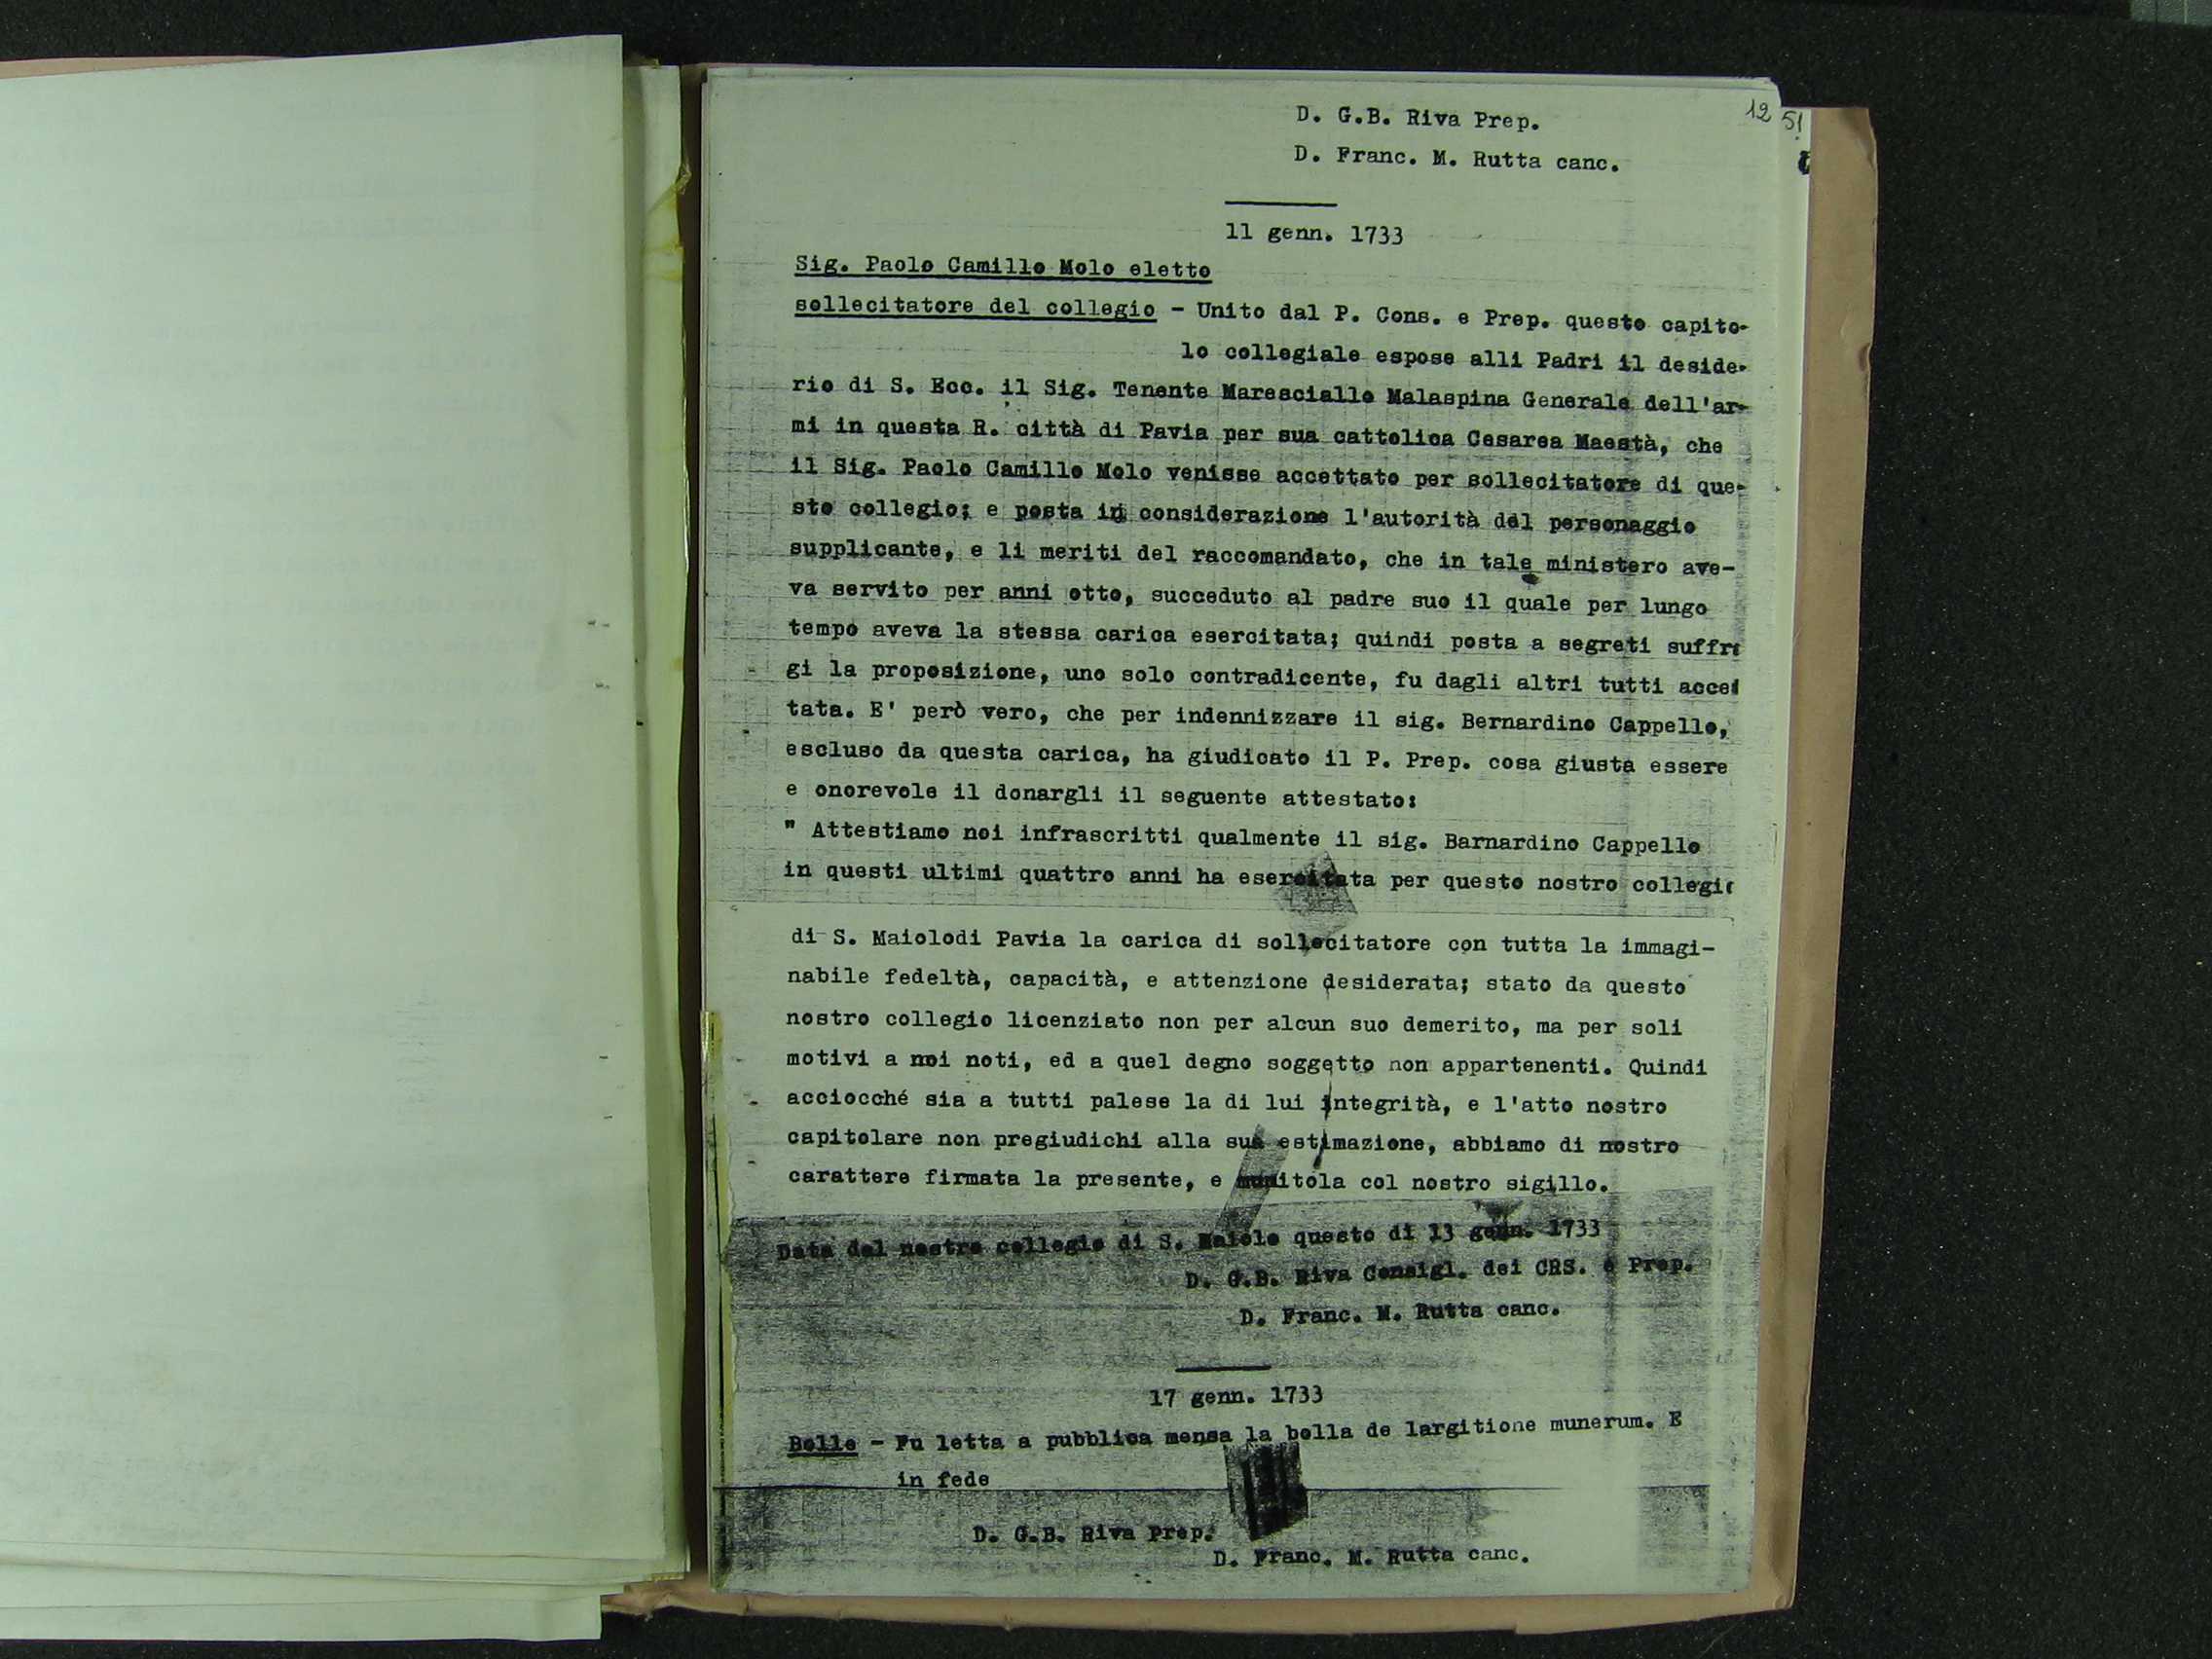 12
51
D. G.B. Riva Prep.
D. Franc. M. Rutta canc.
11 genn. 1733
Sig. Paolo Camillo Molo eletto
sollecitatore del collegio - Unito dal P. Cons. e Prep. questo capito-
lo collegiale espose alli Padri il deside-
rio di S. Ecc. il Sig. Tenente Maresciallo Malaspina Generale dell'ar-
mi in questa R. città di Pavia per sua cattolica Cesarea Maestà, che
il Sig. Paolo Camillo Molo venisse accettato per sollecitatore di que-
sto collegio; e posta in considerazione l'autorità del personaggio
supplicante, e li meriti del raccomandato, che in tale ministero ave-
va servito per anni otto, succeduto al padre suo il quale per lungo
tempo aveva la stessa carica esercitata; quindi posta a segreti suffr
gi la proposizione, uno solo contradicente, fu dagli altri tutti acce
tata. E' però vero, che per indennizzare il sig. Bernardino Cappello,
escluso da questa carica, ha giudicato il P. Prep. cosa giusta essere
e onorevole il donargli il seguente attestato:
" Attestiamo noi infrascritti qualmente il sig. Barnardino Cappello
in questi ultimi quattro anni ha esercitata per questo nostro collegio
di S. Maiolodi Pavia la carica di sollecitatore con tutta la immagi-
nabile fedeltà, capacità, e attenzione desiderata; stato da questo
nostro collegio licenziato non per alcun suo demerito, ma per soli
motivi a noi noti, ed a quel degno soggetto non appartenenti. Quindi
acciocché sia a tutti palese la di lui integrità, e l'atto nostro
capitolare non pregiudichi alla sua estimazione, abbiamo di nostro
carattere firmata la presente, e munitola col nostro sigillo.
Data dal nostro collegio di S. Maiolo questo di 13 genn. 1733
D. G.B. Riva Consigl. dei CRS. e Prep.
D. Franc. M. Rutta canc.
17 genn. 1733
Bolle - Fu letta a pubblica mensa la bolla de largitione munerum. E
in fede
D. G.B. Riva Prep.
D. Franc. M. Rutta canc.